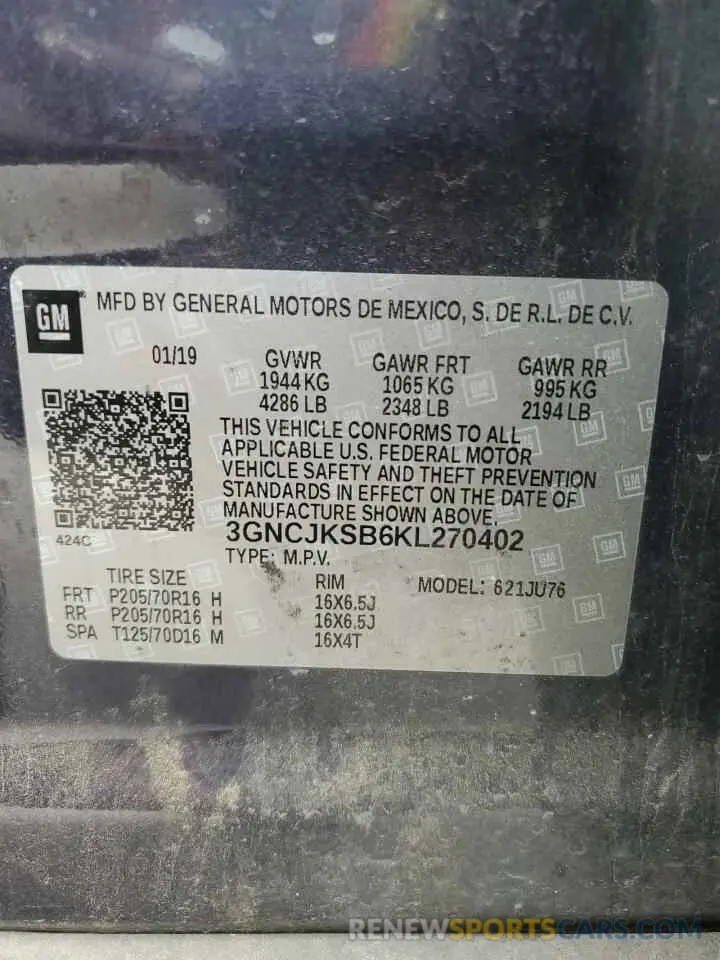 GM
MFD BY GENERAL MOTORS DE MEXICO, S. DE R.L. DE C.V.
01/19 GVWR GAWR FRT GAWR RR
1944 KG 1065 KG 995 KG
4286 LB 2348 LB 2194 LB
THIS VEHICLE CONFORMS TO ALL
APPLICABLE U.S. FEDERAL MOTOR
VEHICLE SAFETY AND THEFT PREVENTION
STANDARDS IN EFFECT ON THE DATE OF
MANUFACTURE SHOWN ABOVE.
424C
3GNCJKSB6KL270402
TYPE: M.P.V.
TIRE SIZE RIM MODEL: 621JU76
FRT P205/70R16 H 16X6.5J
RR P205/70R16 H 16X6.5J
SPA T125/70D16 M 16X4T
RENEWSPORTSCARS.COM